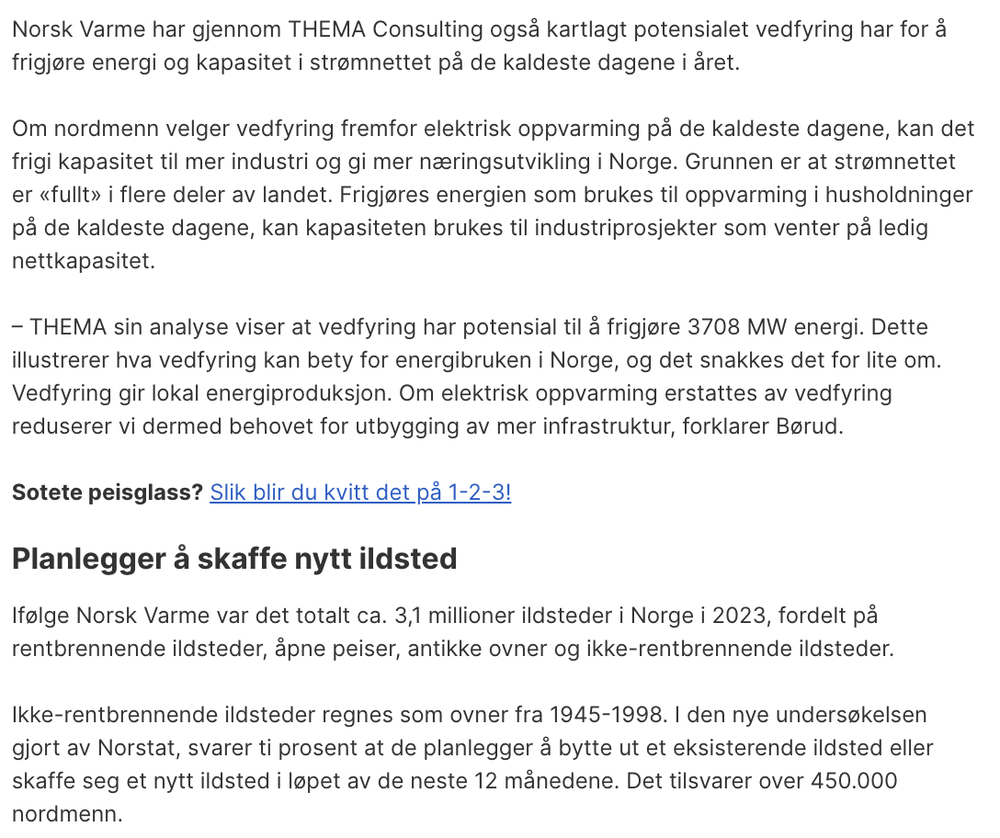 Norsk Varme har gjennom THEMA Consulting også kartlagt potensialet vedfyring har for å
frigjøre energi og kapasitet i strømnettet på de kaldeste dagene i året.
Om nordmenn velger vedfyring fremfor elektrisk oppvarming på de kaldeste dagene, kan det
frigi kapasitet til mer industri og gi mer næringsutvikling i Norge. Grunnen er at strømnettet
er «fullt» i flere deler av landet. Frigjøres energien som brukes til oppvarming i husholdninger
på de kaldeste dagene, kan kapasiteten brukes til industriprosjekter som venter på ledig
nettkapasitet.
– THEMA sin analyse viser at vedfyring har potensial til å frigjøre 3708 MW energi. Dette
illustrerer hva vedfyring kan bety for energibruken i Norge, og det snakkes det for lite om.
Vedfyring gir lokal energiproduksjon. Om elektrisk oppvarming erstattes av vedfyring
reduserer vi dermed behovet for utbygging av mer infrastruktur, forklarer Børud.
Sotete peisglass? Slik blir du kvitt det på 1-2-3!
Planlegger å skaffe nytt ildsted
Ifølge Norsk Varme var det totalt ca. 3,1 millioner ildsteder i Norge i 2023, fordelt på
rentbrennende ildsteder, åpne peiser, antikke ovner og ikke-rentbrennende ildsteder.
Ikke-rentbrennende ildsteder regnes som ovner fra 1945-1998. I den nye undersøkelsen
gjort av Norstat, svarer ti prosent at de planlegger å bytte ut et eksisterende ildsted eller
skaffe seg et nytt ildsted i løpet av de neste 12 månedene. Det tilsvarer over 450.000
nordmenn.